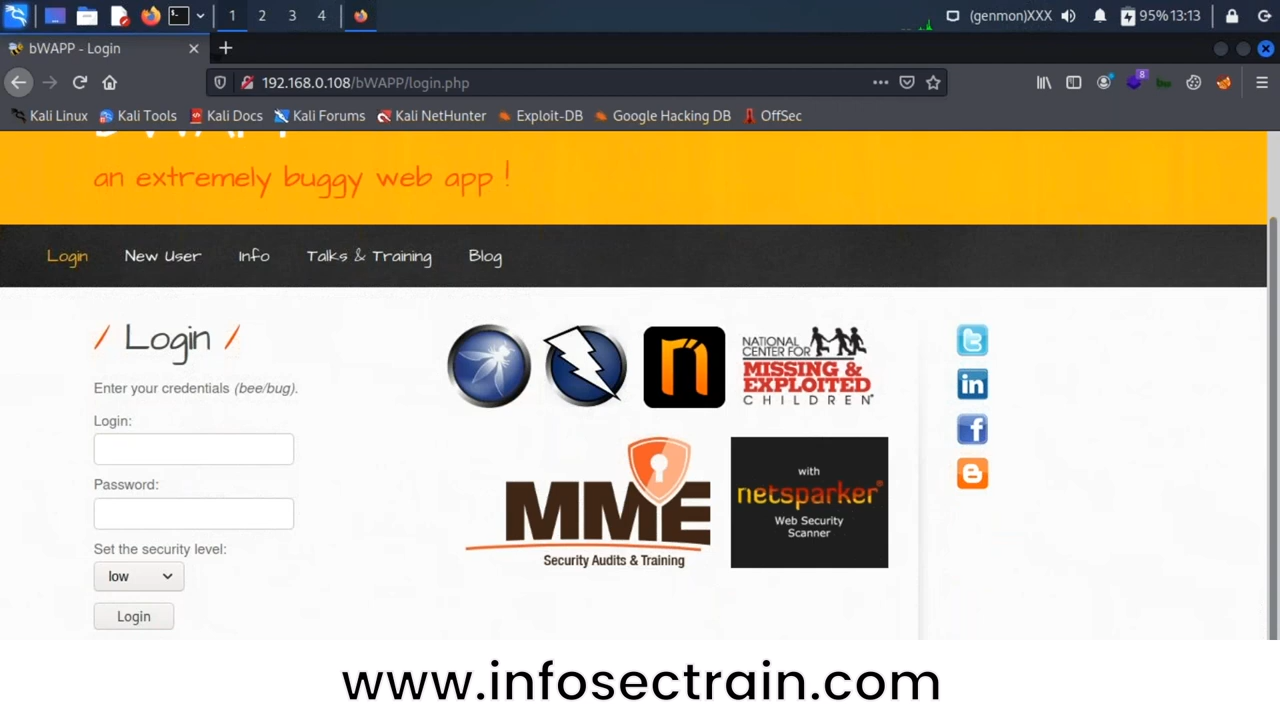 1 2 3 4 (genmon)XXX 95% 13:13
bWAPP - Login
192.168.0.108/bWAPP/login.php
8
Kali Linux Kali Tools Kali Docs Kali Forums Kali NetHunter Exploit-DB Google Hacking DB OffSec
bWAPP
an extremely buggy web app !
Login New User Info Talks & Training Blog
/ Login /
Enter your credentials (bee/bug).
Login:
Password:
Set the security level:
low
Login
NATIONAL
CENTER FOR
MISSING &
EXPLOITED
CHILDREN®
MME
Security Audits & Training
with
netsparker®
Web Security
Scanner
www.infosectrain.com